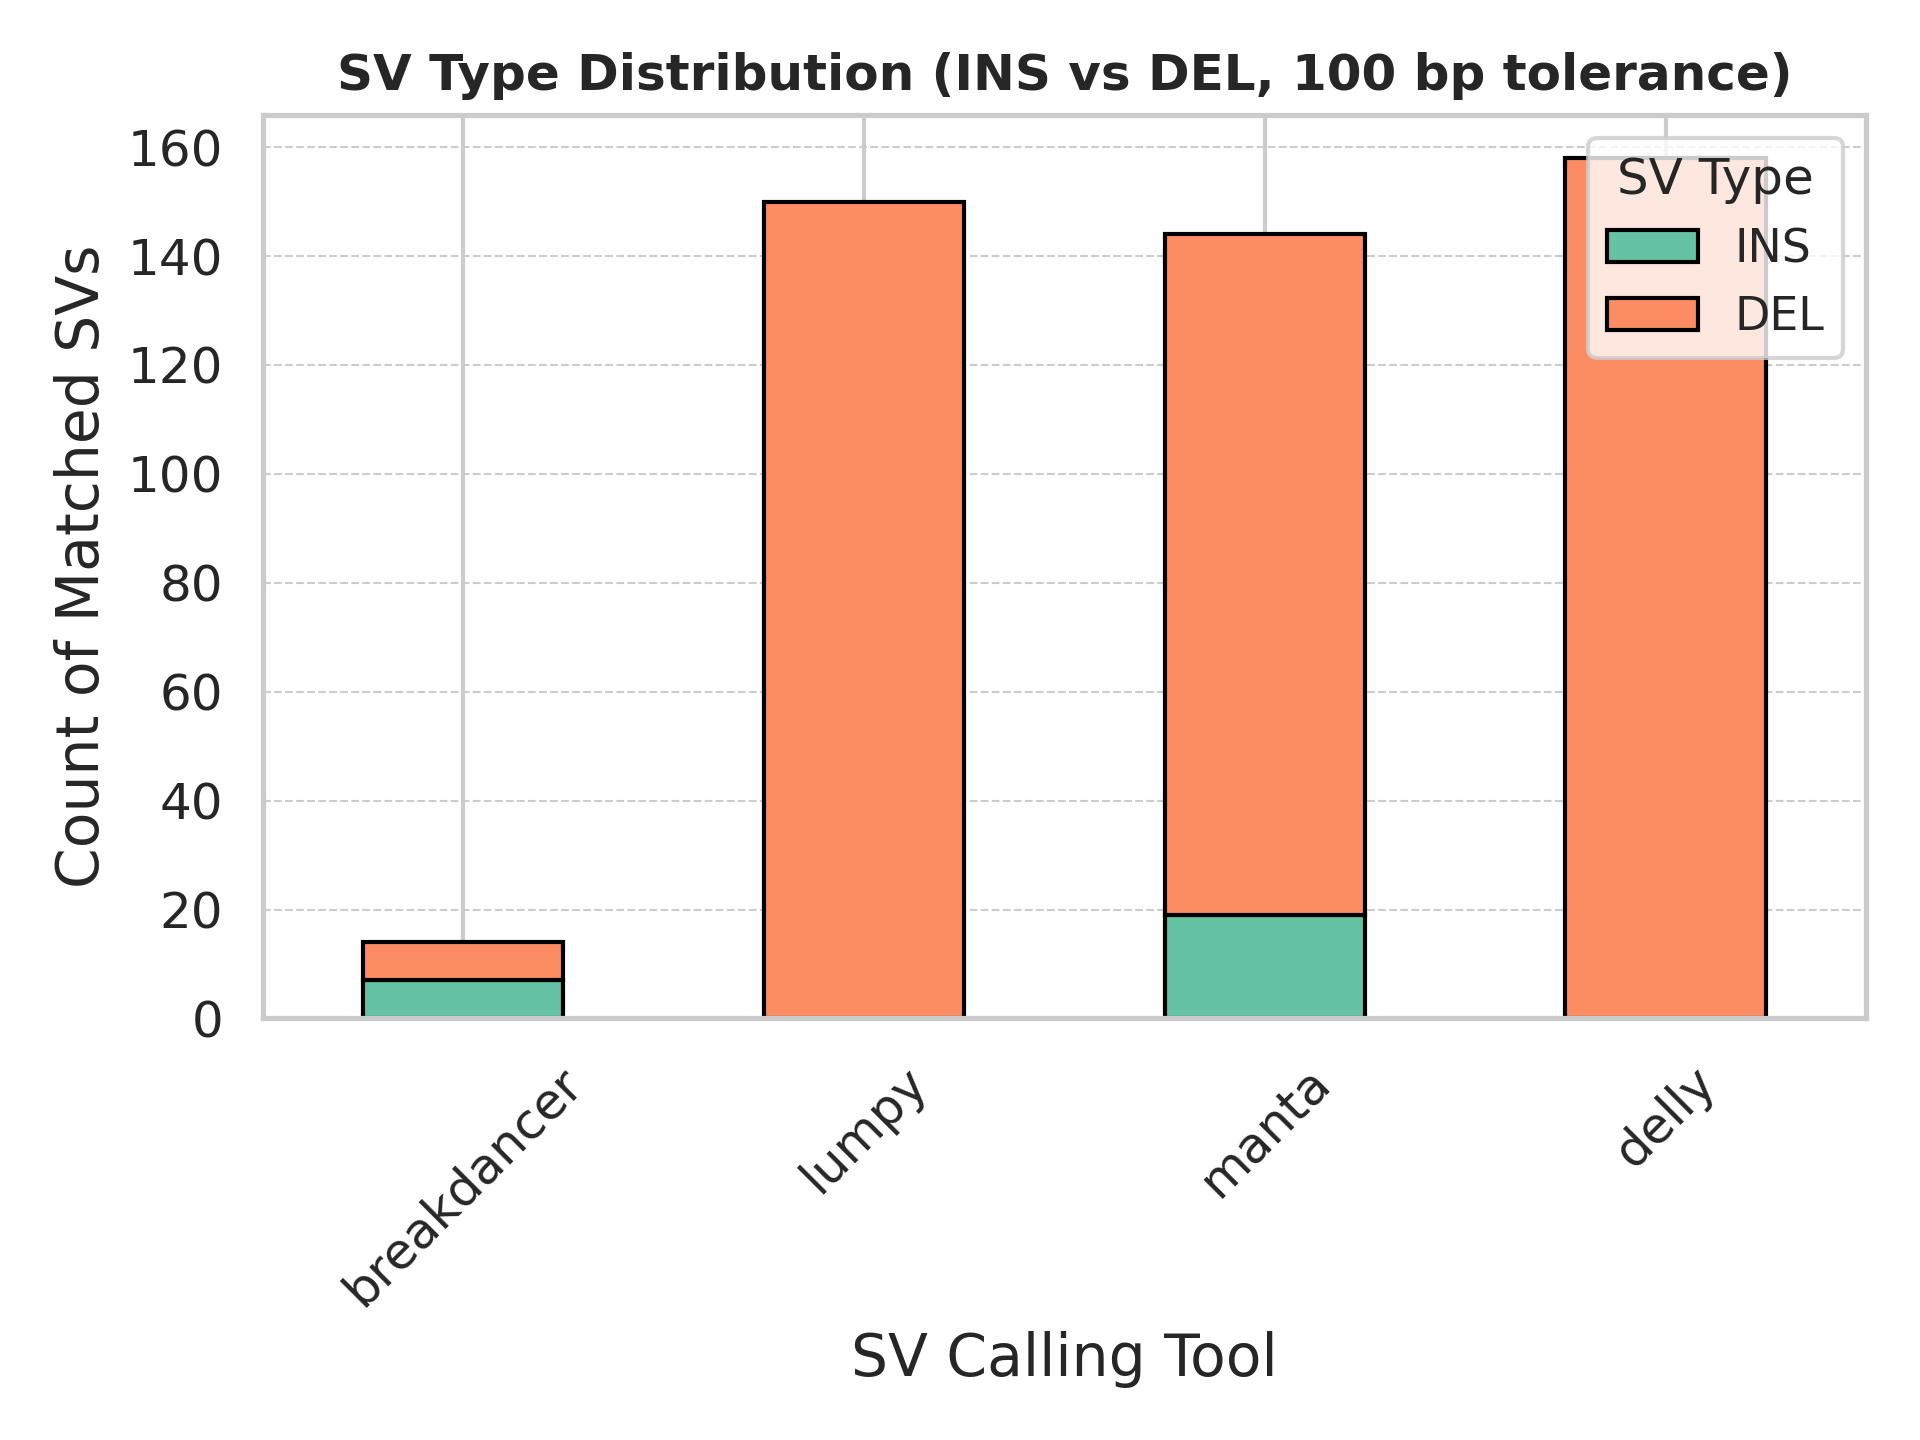 SV Type Distribution (INS vs DEL, 100 bp tolerance)
Count of Matched SVs
160
140
120
100
80
60
40
20
0
SV Type
INS
DEL
breakdancer
lumpy
manta
delly
SV Calling Tool